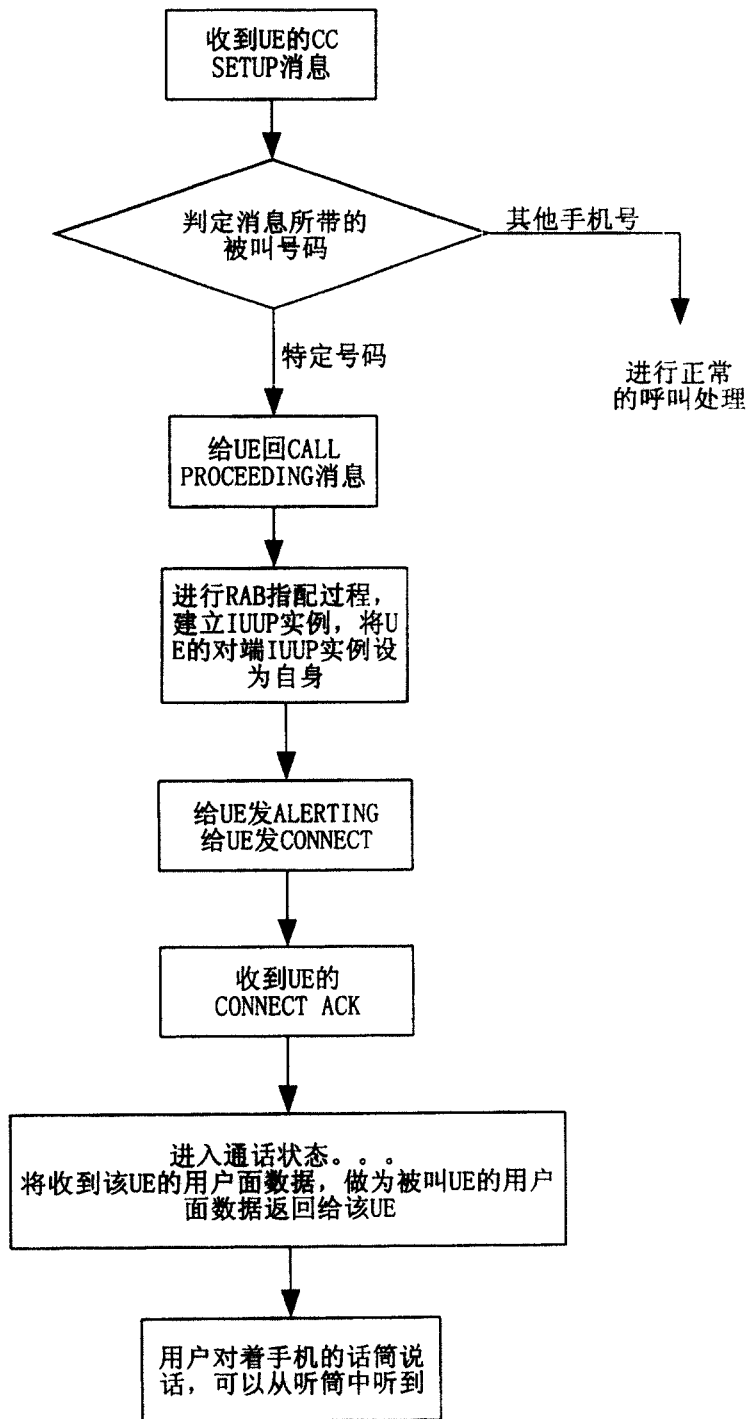 收到UE的CC
SETUP消息
判定消息所带的
被叫号码
其他手机号
特定号码
进行正常
的呼叫处理
给UE回CALL
PROCEEDING消息
进行RAB指配过程，
建立IUUP实例，将U
E的对端IUUP实例设
为自身
给UE发ALERTING
给UE发CONNECT
收到UE的
CONNECT ACK
进入通话状态。。。
将收到该UE的用户面数据，做为被叫UE的用户
面数据返回给该UE
用户对着手机的话筒说
话，可以从听筒中听到